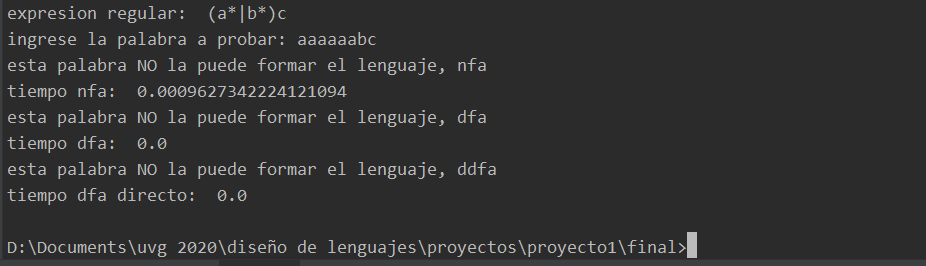 expresion regular:  (a*|b*)c
ingrese la palabra a probar: aaaaaabc
esta palabra NO la puede formar el lenguaje, nfa
tiempo nfa:  0.0009627342224121094
esta palabra NO la puede formar el lenguaje, dfa
tiempo dfa:  0.0
esta palabra NO la puede formar el lenguaje, ddfa
tiempo dfa directo:  0.0
D:\Documents\uvg 2020\diseño de lenguajes\proyectos\proyecto1\final>